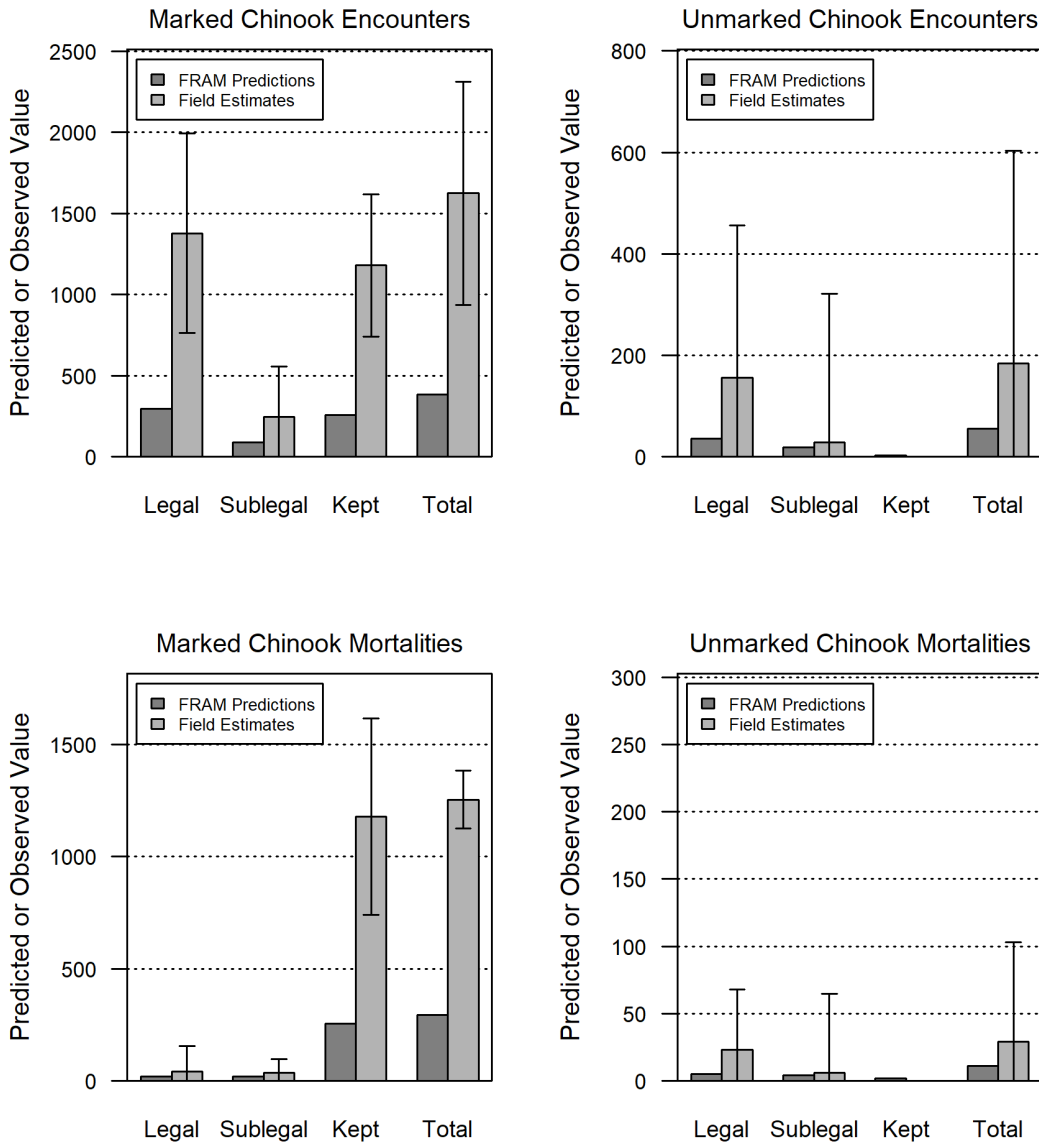 Marked Chinook Encounters
Predicted or Observed Value
2500
2000
1500
1000
500
0
FRAM Predictions
Field Estimates
Legal Sublegal Kept Total
Unmarked Chinook Encounters
Predicted or Observed Value
800
600
400
200
0
FRAM Predictions
Field Estimates
Legal Sublegal Kept Total
Marked Chinook Mortalities
Predicted or Observed Value
1500
1000
500
0
FRAM Predictions
Field Estimates
Legal Sublegal Kept Total
Unmarked Chinook Mortalities
Predicted or Observed Value
300
250
200
150
100
50
0
FRAM Predictions
Field Estimates
Legal Sublegal Kept Total